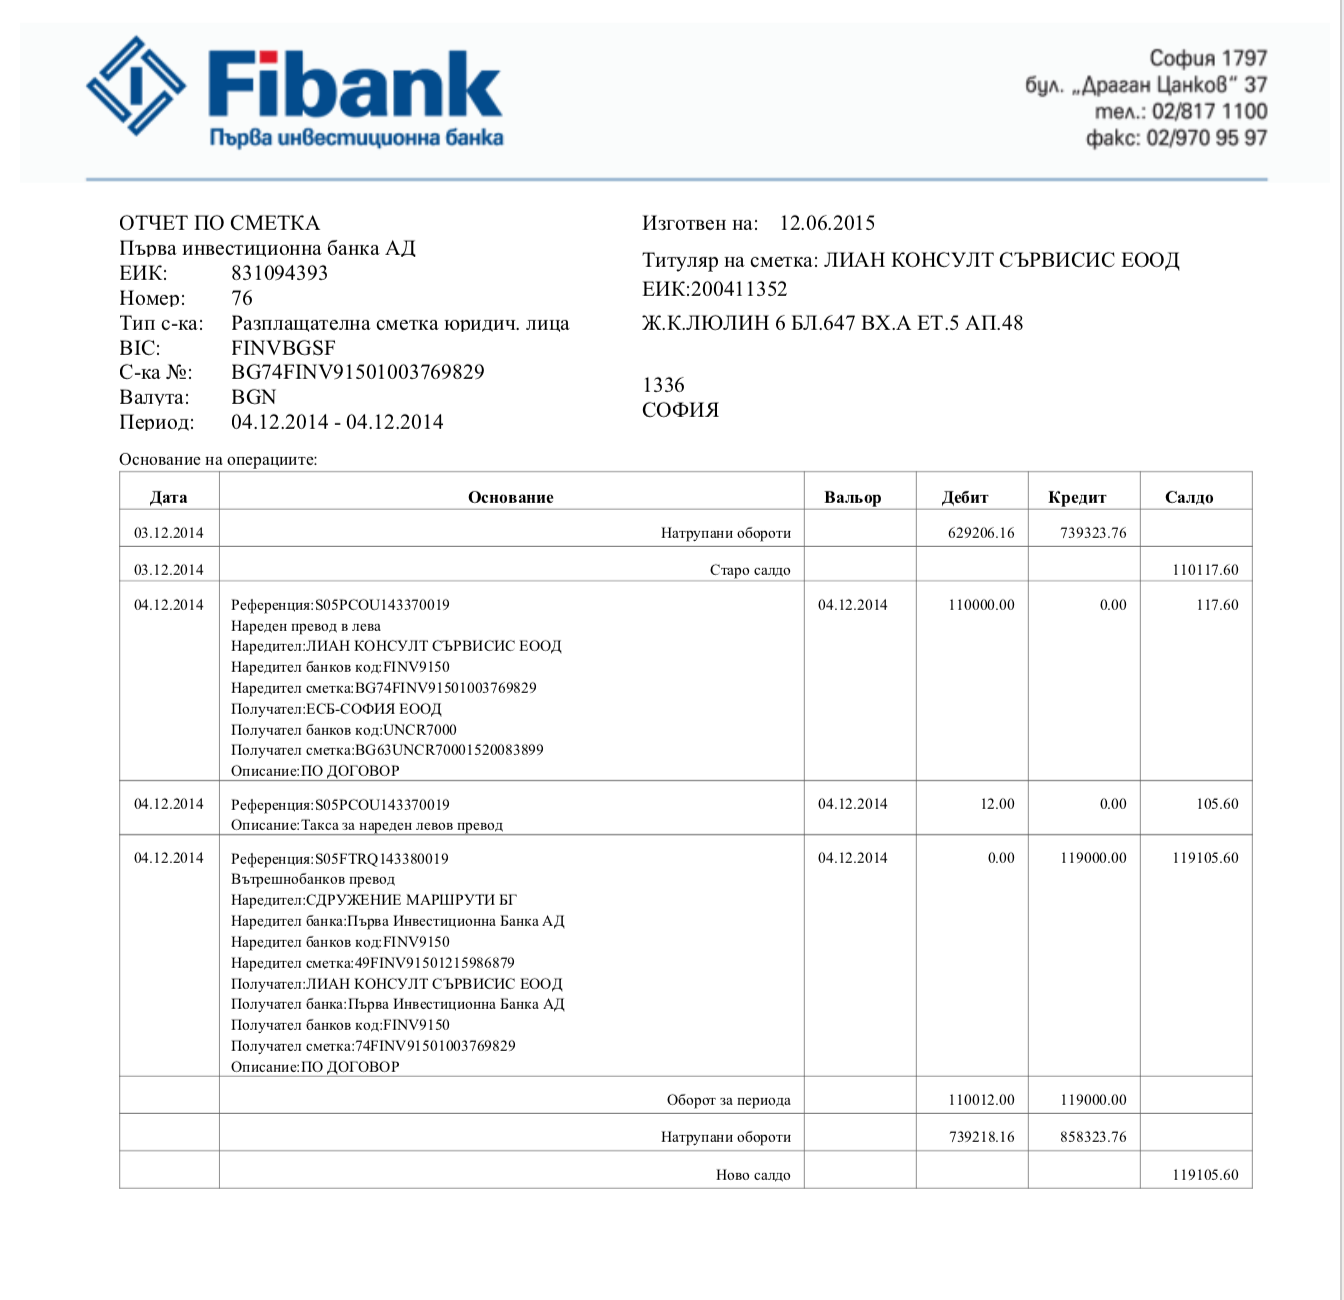 Fibank
Първа инвестиционна банка
София 1797
бул. „Драган Цанков“ 37
тел.: 02/817 1100
факс: 02/970 95 97
ОТЧЕТ ПО СМЕТКА
Първа инвестиционна банка АД
ЕИК: 831094393
Номер: 76
Тип с-ка: Разплащателна сметка юридич. лица
BIC: FINVBGSF
С-ка №: BG74FINV91501003769829
Валута: BGN
Период: 04.12.2014 - 04.12.2014
Изготвен на: 12.06.2015
Титуляр на сметка: ЛИАН КОНСУЛТ СЪРВИСИС ЕООД
ЕИК:200411352
Ж.К.ЛЮЛИН 6 БЛ.647 ВХ.А ЕТ.5 АП.48
1336
СОФИЯ
Основание на операциите:
Дата Основание Вальор Дебит Кредит Салдо
03.12.2014 Натрупани обороти 629206.16 739323.76
03.12.2014 Старо салдо 110117.60
04.12.2014 Референция:S05PCOU143370019 04.12.2014 110000.00 0.00 117.60
Нареден превод в лева
Наредител:ЛИАН КОНСУЛТ СЪРВИСИС ЕООД
Наредител банков код:FINV9150
Наредител сметка:BG74FINV91501003769829
Получател:ЕСБ-СОФИЯ ЕООД
Получател банков код:UNCR7000
Получател сметка:BG63UNCR70001520083899
Описание:ПО ДОГОВОР
04.12.2014 Референция:S05PCOU143370019 04.12.2014 12.00 0.00 105.60
Описание:Такса за нареден левов превод
04.12.2014 Референция:S05FTRQ143380019 04.12.2014 0.00 119000.00 119105.60
Вътрешнобанков превод
Наредител:СДРУЖЕНИЕ МАРШРУТИ БГ
Наредител банка:Първа Инвестиционна Банка АД
Наредител банков код:FINV9150
Наредител сметка:49FINV91501215986879
Получател:ЛИАН КОНСУЛТ СЪРВИСИС ЕООД
Получател банка:Първа Инвестиционна Банка АД
Получател банков код:FINV9150
Получател сметка:74FINV91501003769829
Описание:ПО ДОГОВОР
Оборот за периода 110012.00 119000.00
Натрупани обороти 739218.16 858323.76
Ново салдо 119105.60